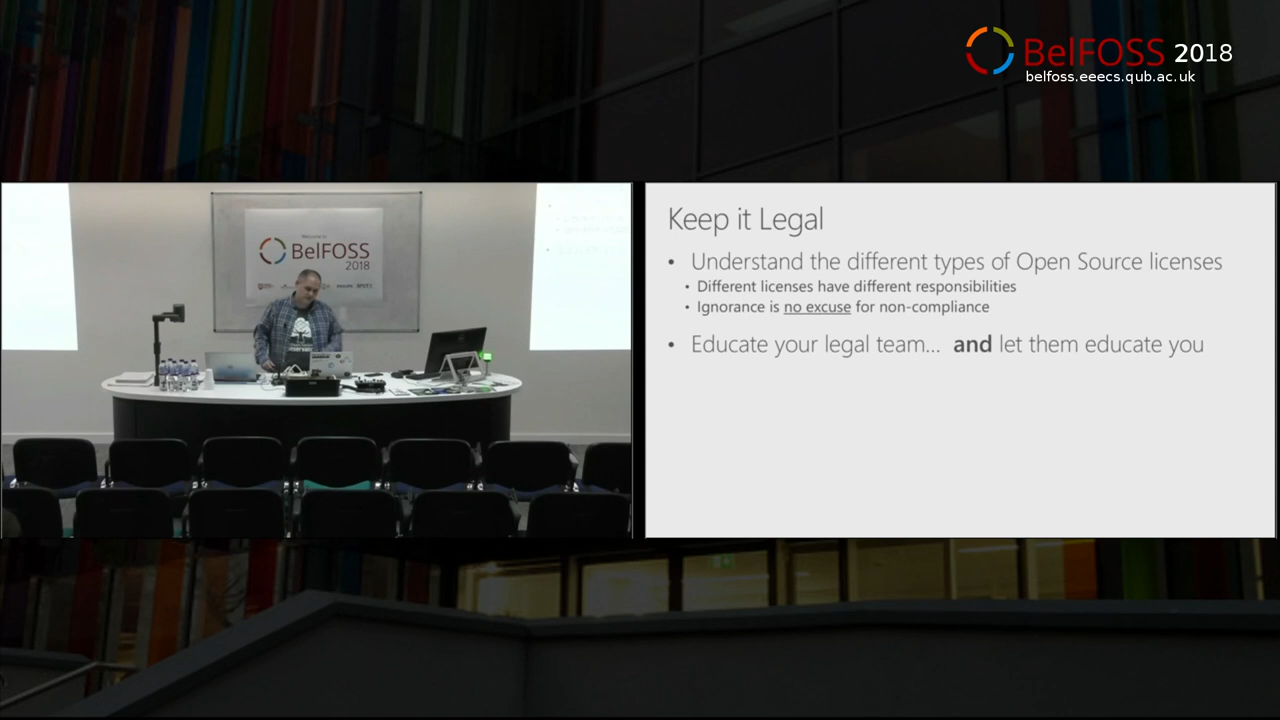 BelFOSS 2018
belfoss.eeecs.qub.ac.uk
Welcome to
BelFOSS
2018
Keep it Legal
• Understand the different types of Open Source licenses
• Different licenses have different responsibilities
• Ignorance is no excuse for non-compliance
• Educate your legal team... and let them educate you